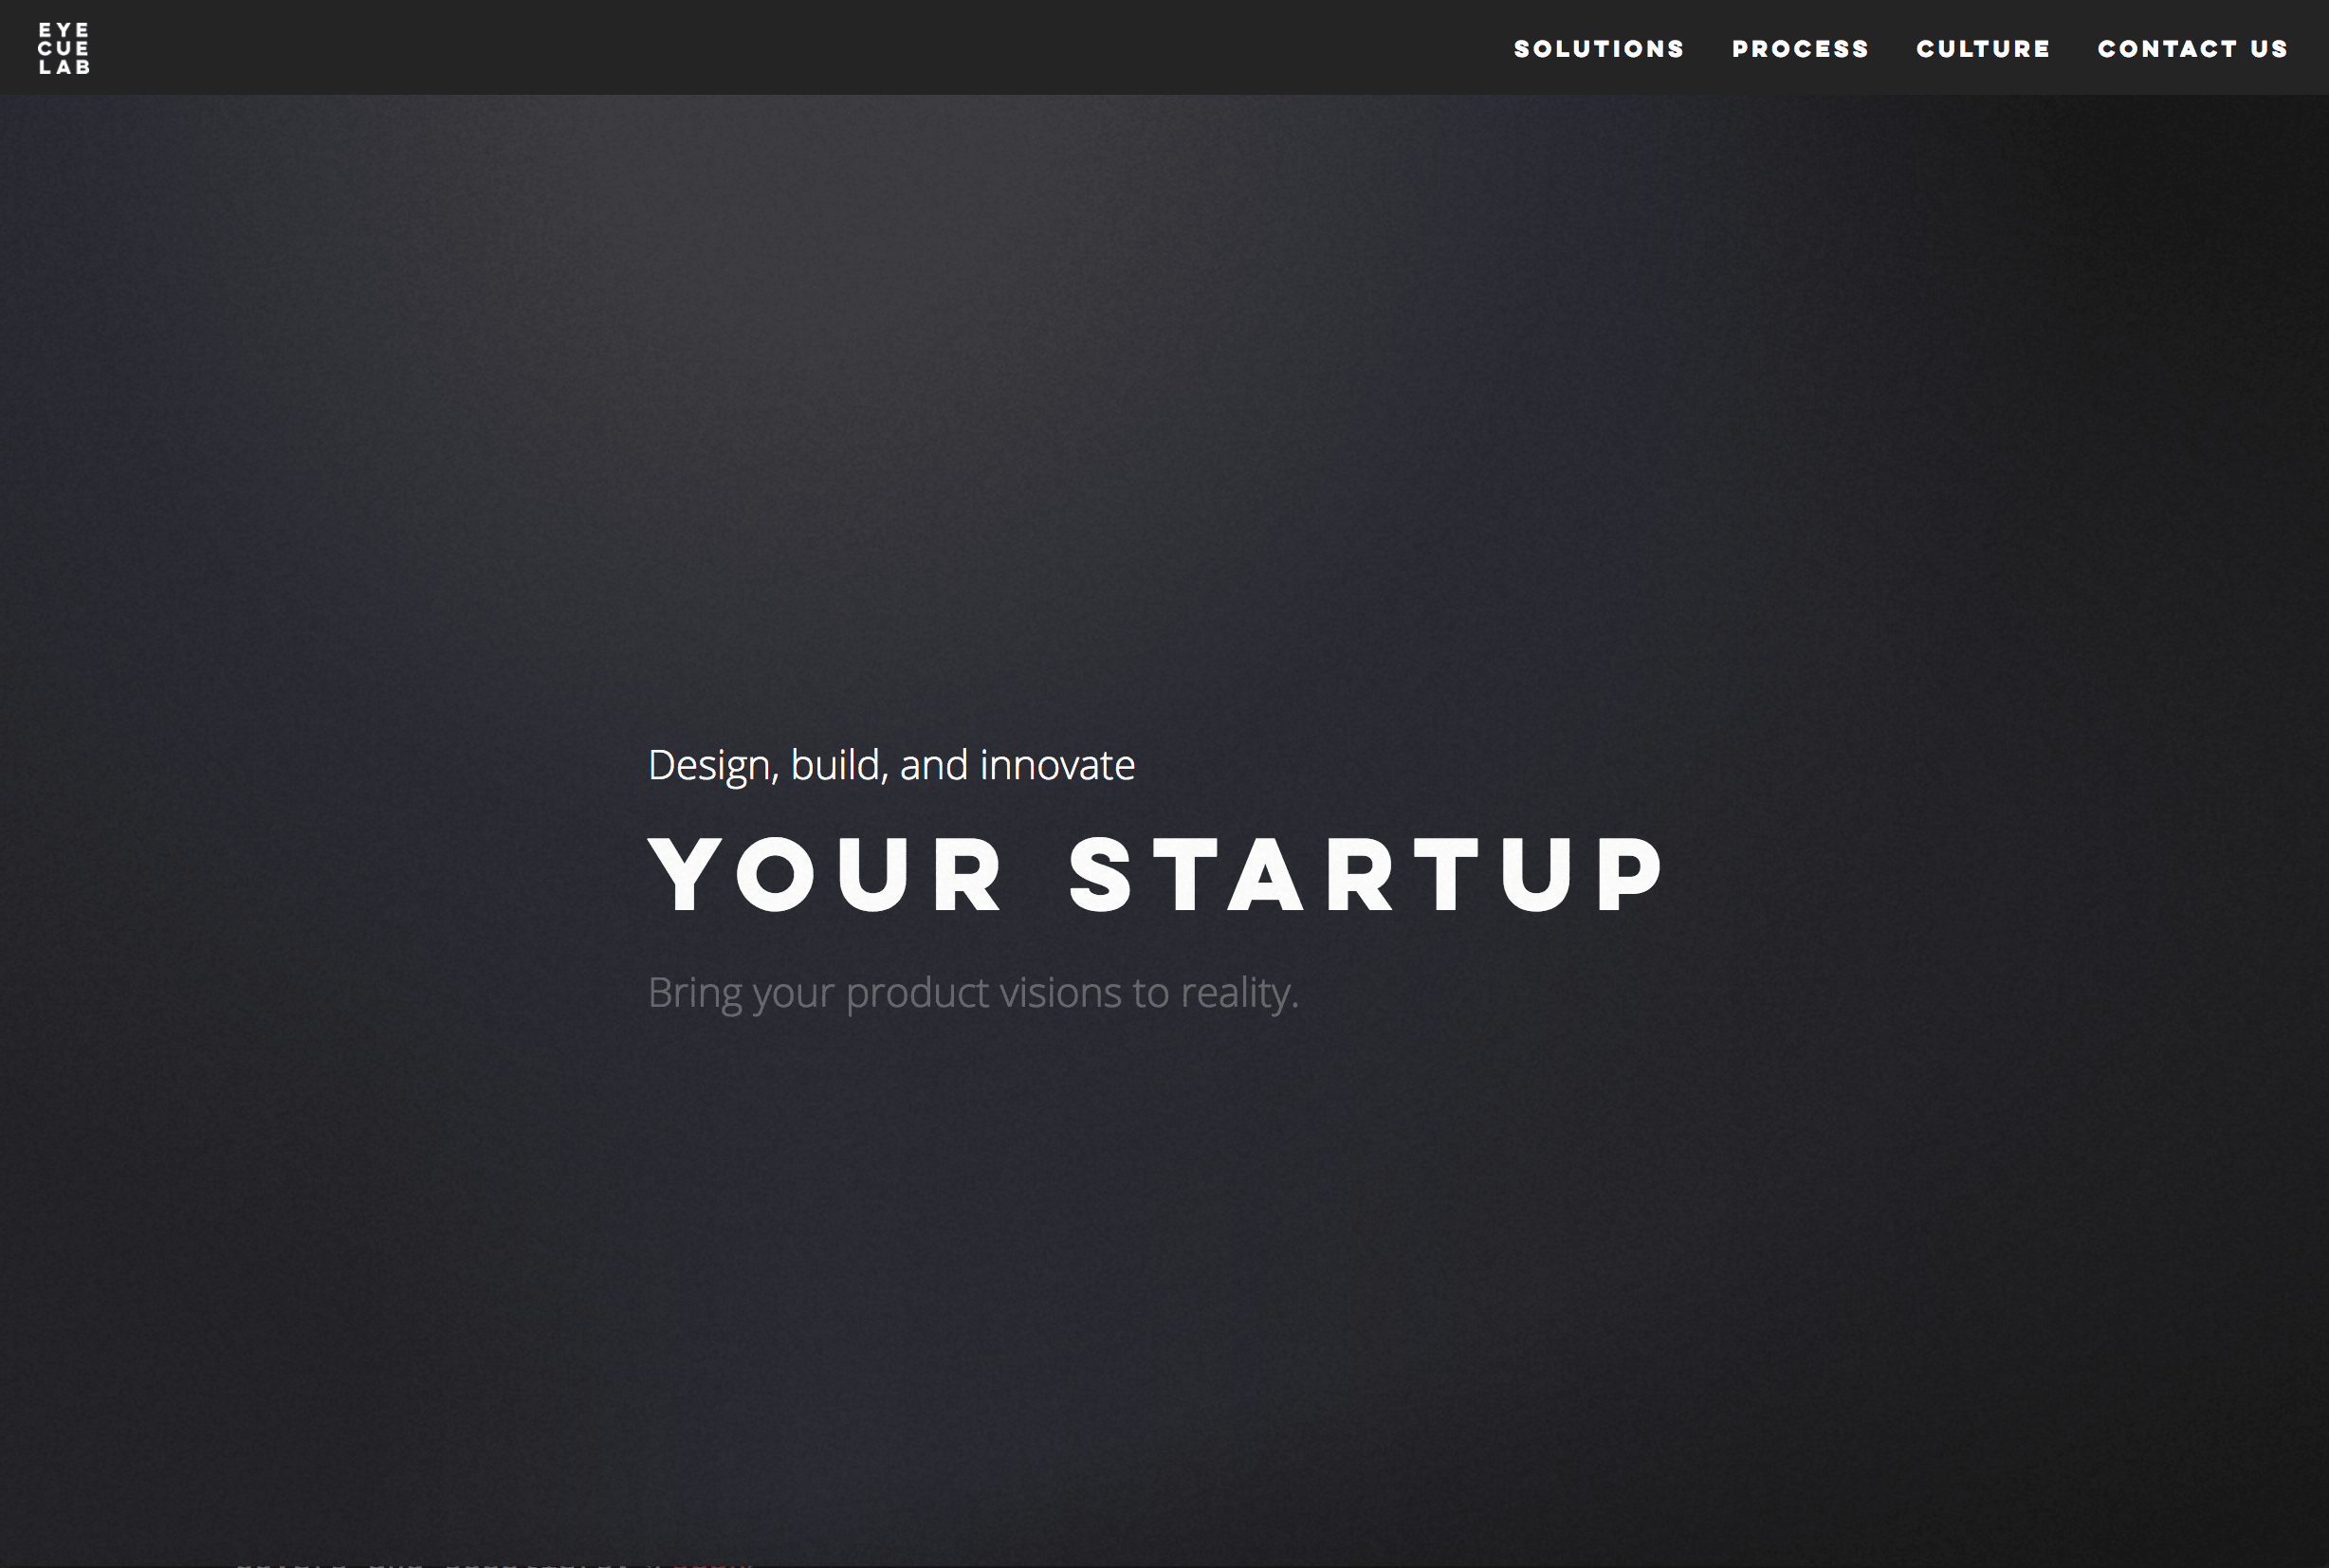 EYE
CUE
LAB
SOLUTIONS PROCESS CULTURE CONTACT US
Design, build, and innovate
YOUR STARTUP
Bring your product visions to reality.